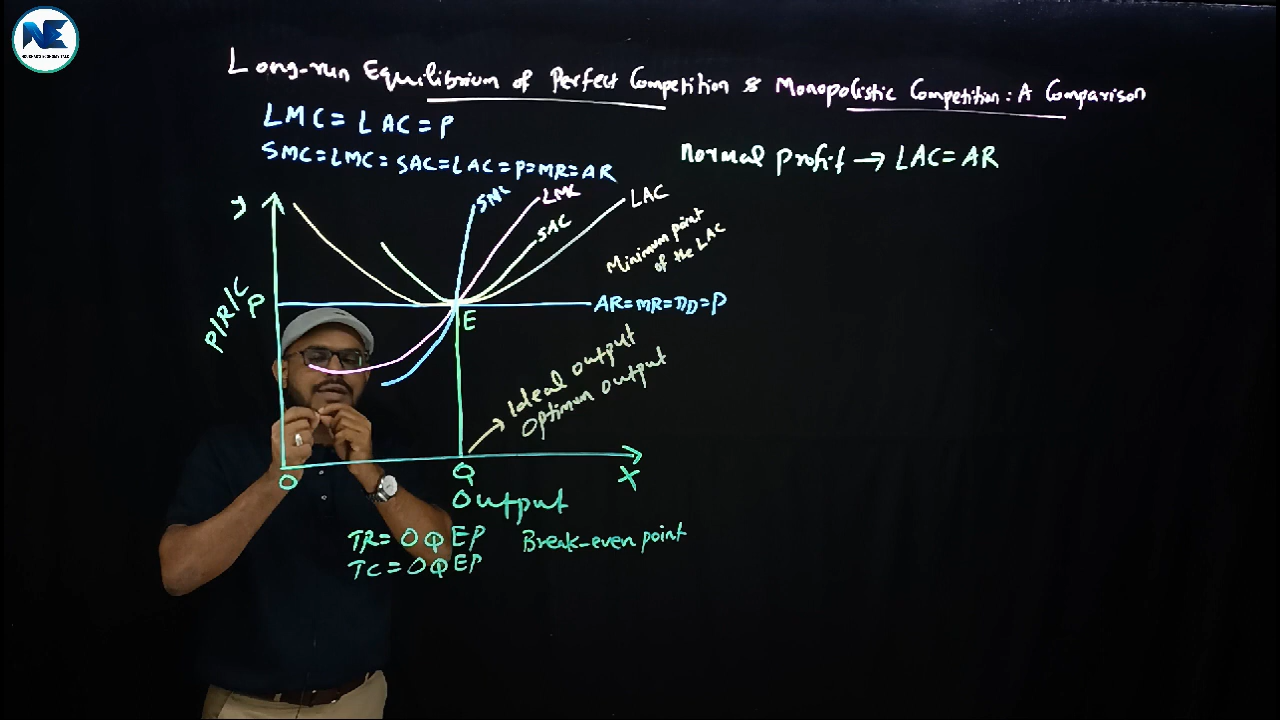 NE
Long-run Equilibrium of Perfect Competition & Monopolistic Competition: A Comparison
LMC = LAC = P
SMC = LMC = SAC = LAC = P = MR = AR
Normal profit → LAC = AR
y
SMC
LMC
LAC
SAC
Minimum point
of the LAC
P/R/C
P
AR = MR = DD = P
E
Ideal output
Optimum output
O
Q
X
Output
TR = OQEP
Break-even point
TC = OQEP